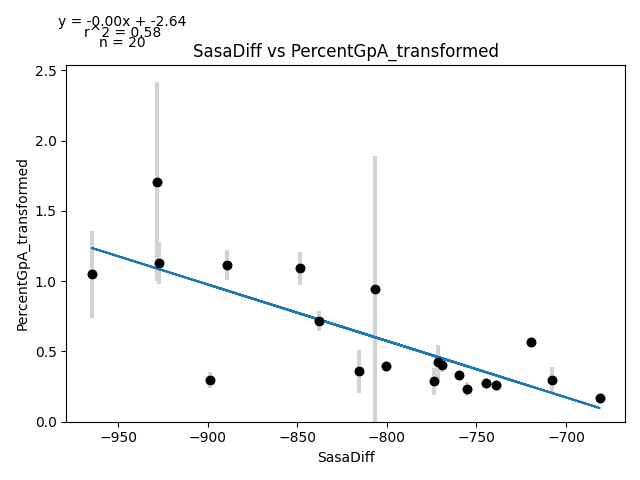 y = -0.00x + -2.64
r^2 = 0.58
n = 20
SasaDiff vs PercentGpA_transformed
2.5
2.0
1.5
1.0
0.5
0.0
PercentGpA_transformed
−950
−900
−850
−800
−750
−700
SasaDiff